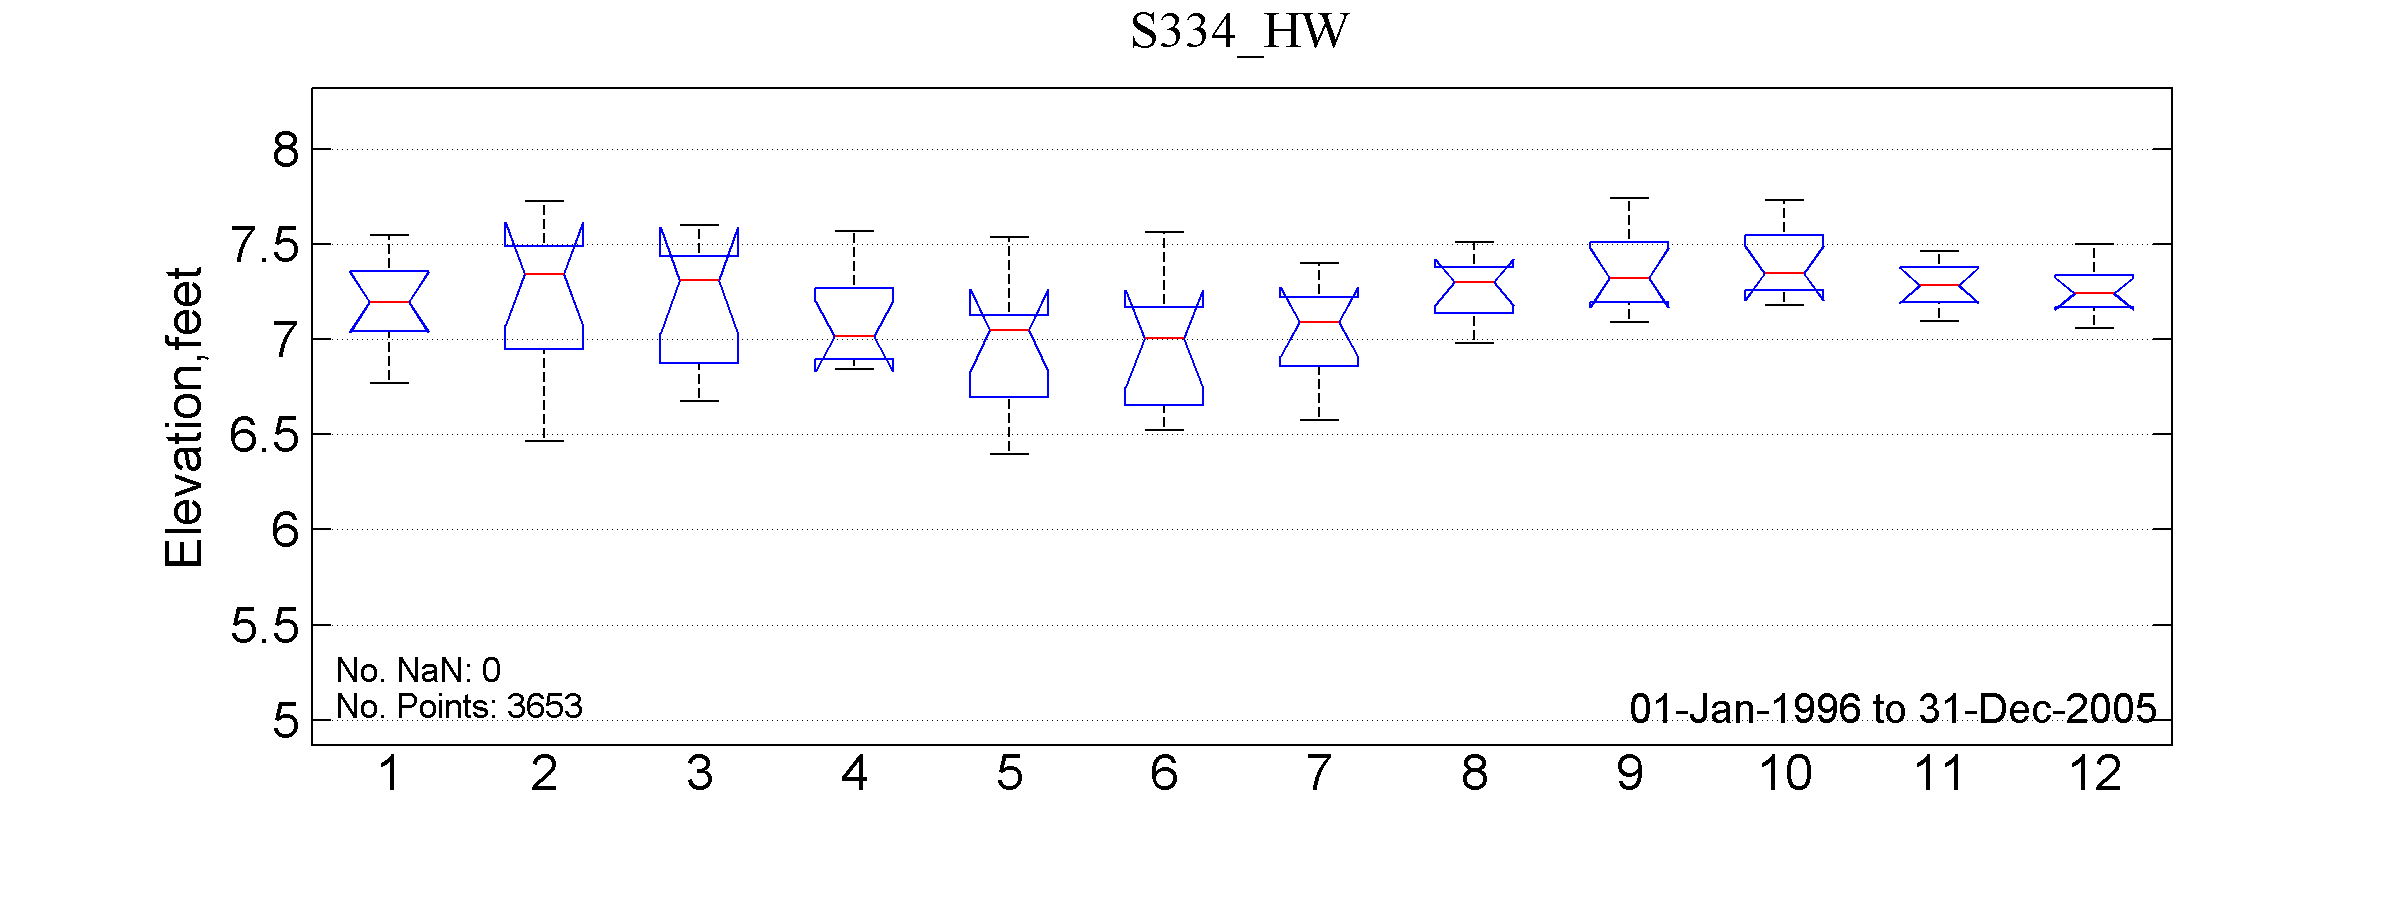 S334_HW
Elevation,feet
8
7.5
7
6.5
6
5.5
5
No. NaN: 0
No. Points: 3653
01-Jan-1996 to 31-Dec-2005
1 2 3 4 5 6 7 8 9 10 11 12